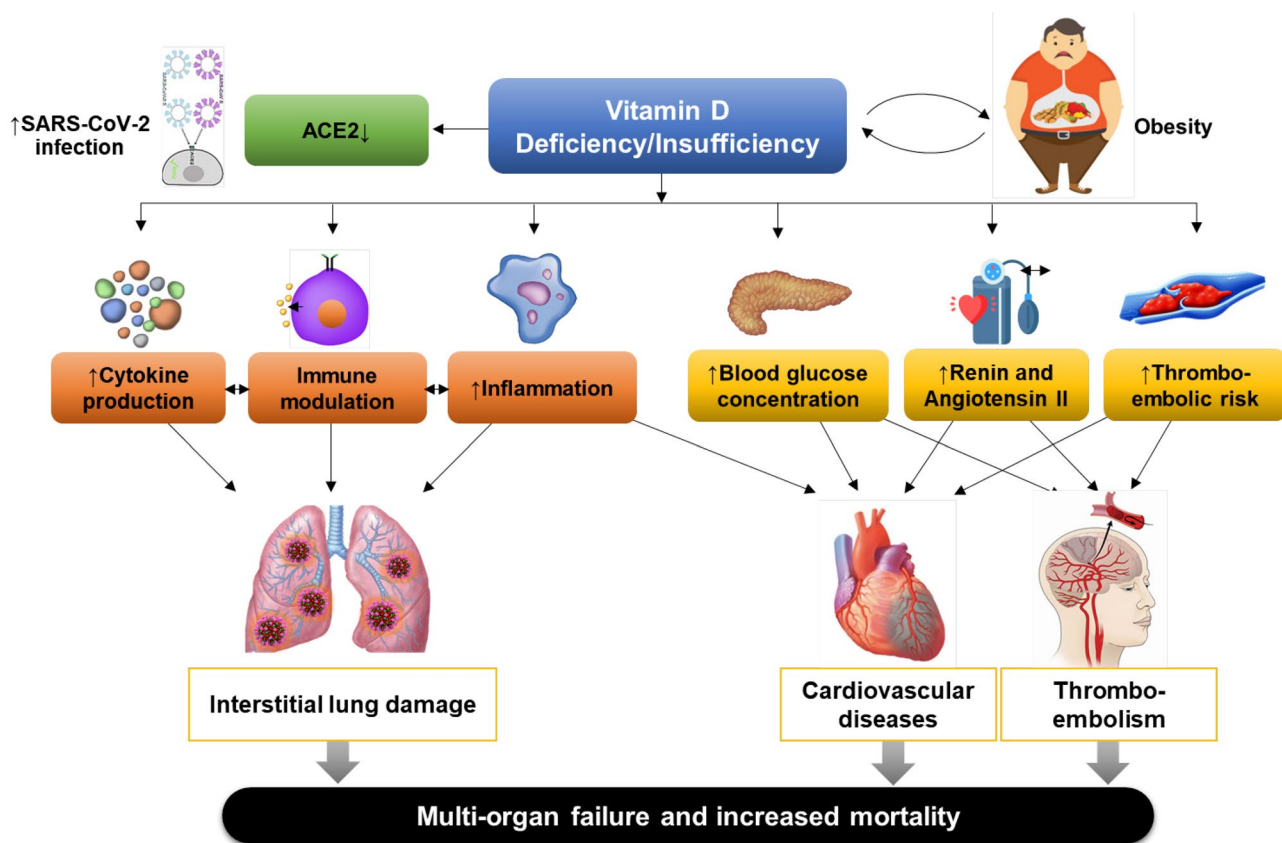 ↑SARS-CoV-2
infection
ACE2↓
Vitamin D
Deficiency/Insufficiency
Obesity
↑Cytokine
production
Immune
modulation
↑Inflammation
↑Blood glucose
concentration
↑Renin and
Angiotensin II
↑Thrombo-
embolic risk
Interstitial lung damage
Cardiovascular
diseases
Thrombo-
embolism
Multi-organ failure and increased mortality